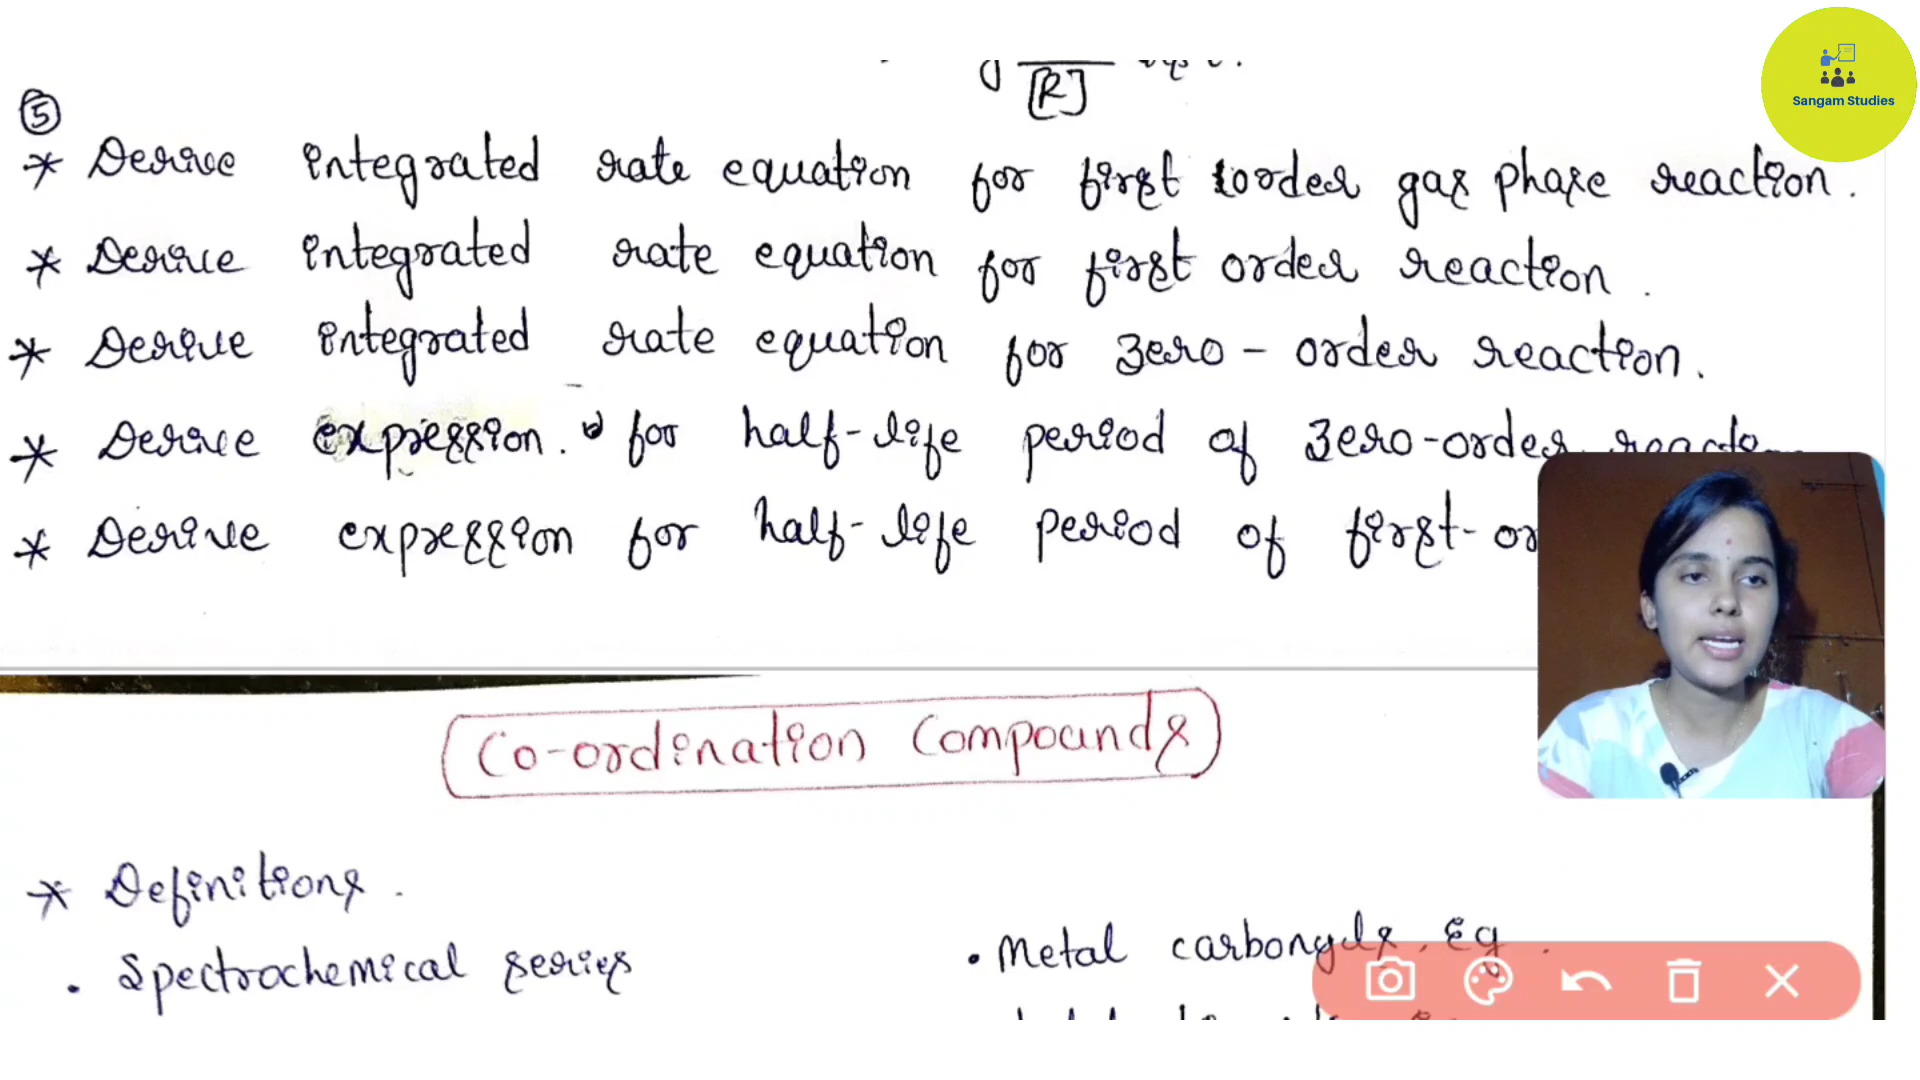 [R]
Sangam Studies
5
* Derive integrated rate equation for first order gas phase reaction.
* Derive integrated rate equation for first order reaction.
* Derive integrated rate equation for zero - order reaction.
* Derive expression. for half-life period of zero-order
* Derive expression for half-life period of first-or
Co-ordination Compounds
* Definitions.
• Spectrochemical series
• Metal carbonyls. Eg.